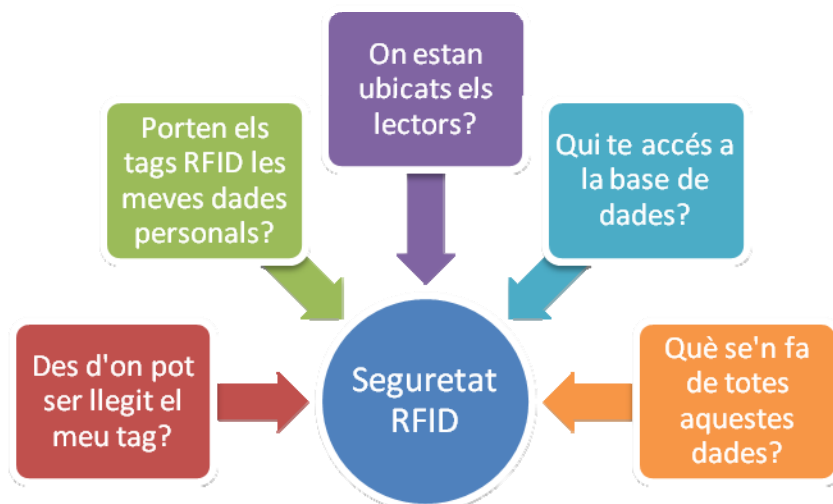 On estan
ubicats els
lectors?
Porten els
tags RFID les
meves dades
personals?
Qui te accés a
la base de
dades?
Des d'on pot
ser llegit el
meu tag?
Seguretat
RFID
Què se'n fa
de totes
aquestes
dades?